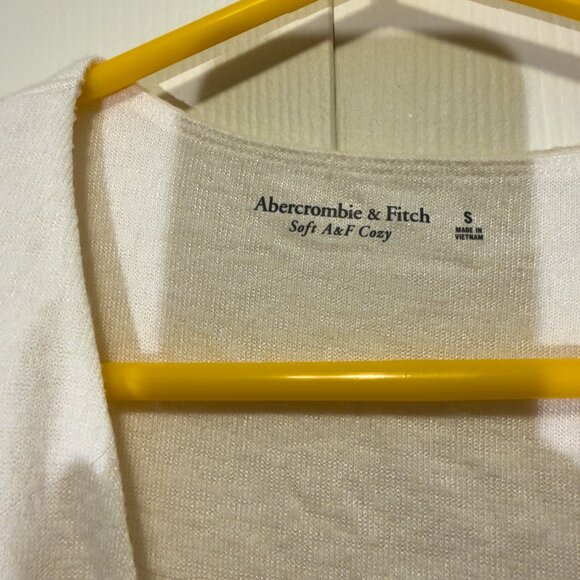 Abercrombie & Fitch
Soft A&F Cozy
S
MADE IN
VIETNAM